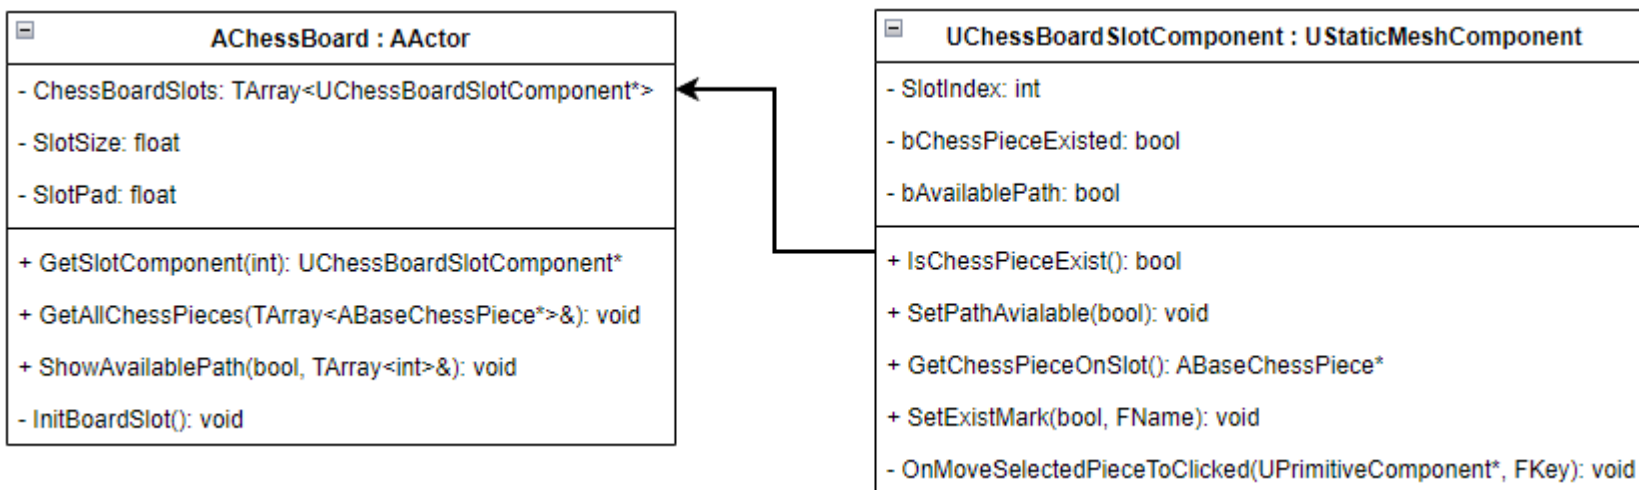 AChessBoard : AActor
- ChessBoardSlots: TArray<UChessBoardSlotComponent*>
- SlotSize: float
- SlotPad: float
+ GetSlotComponent(int): UChessBoardSlotComponent*
+ GetAllChessPieces(TArray<ABaseChessPiece*>&): void
+ ShowAvailablePath(bool, TArray<int>&): void
- InitBoardSlot(): void
UChessBoardSlotComponent : UStaticMeshComponent
- SlotIndex: int
- bChessPieceExisted: bool
- bAvailablePath: bool
+ IsChessPieceExist(): bool
+ SetPathAvialable(bool): void
+ GetChessPieceOnSlot(): ABaseChessPiece*
+ SetExistMark(bool, FName): void
- OnMoveSelectedPieceToClicked(UPrimitiveComponent*, FKey): void